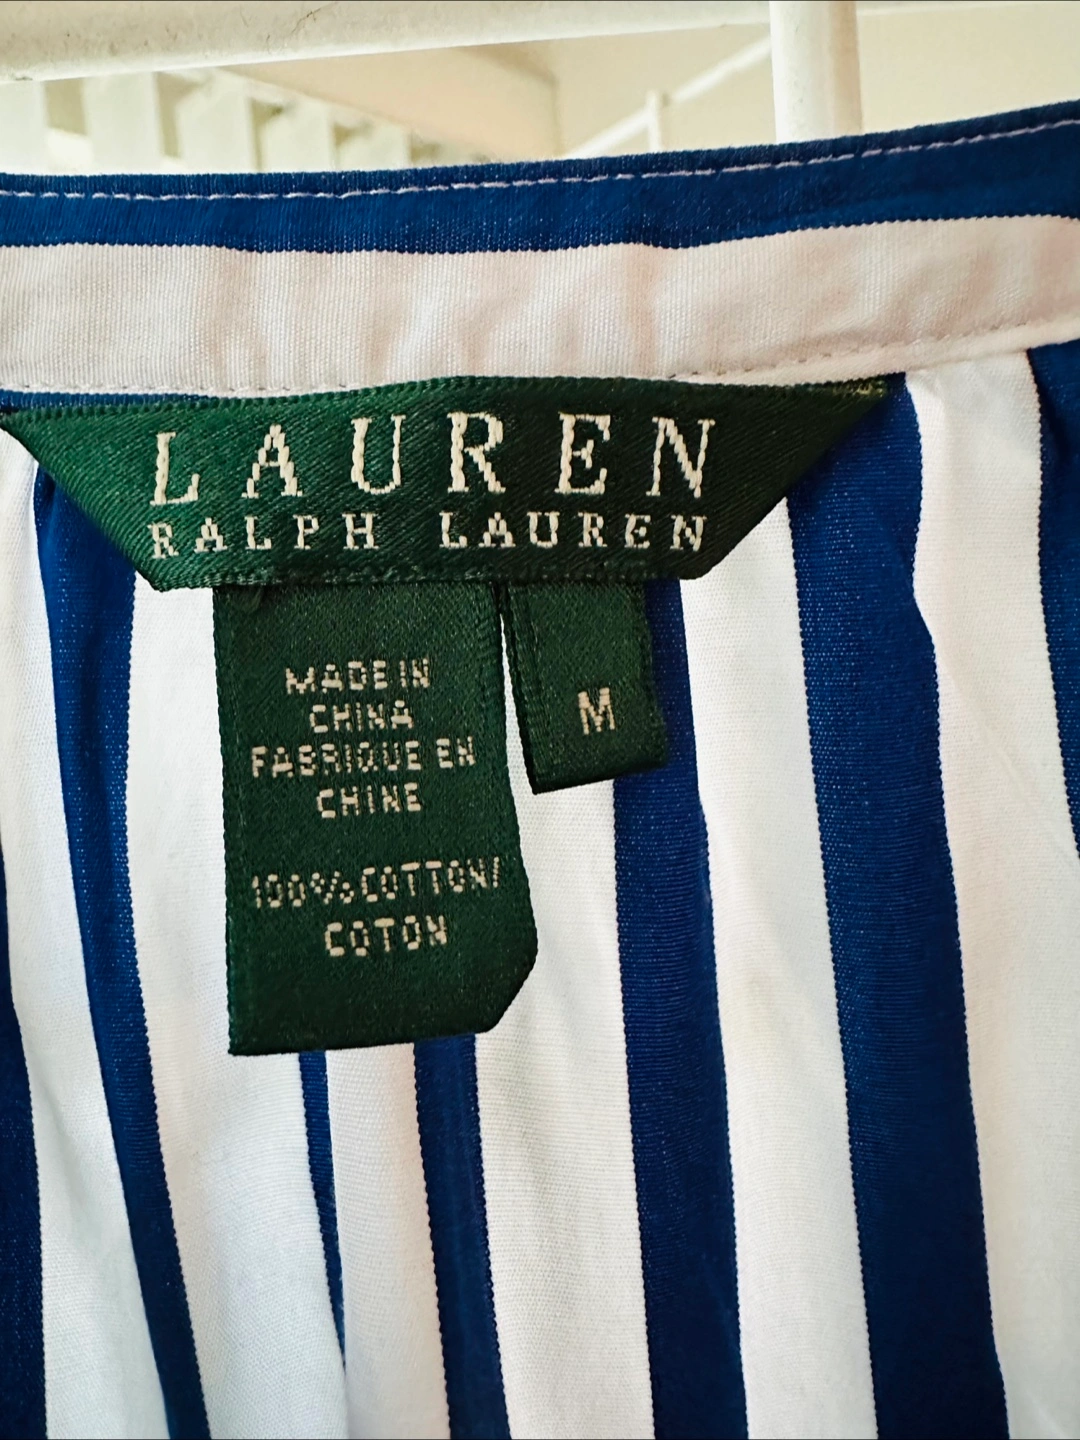 LAUREN
RALPH LAUREN
MADE IN
CHINA
FABRIQUE EN
CHINE
100% COTTON/
COTON
M